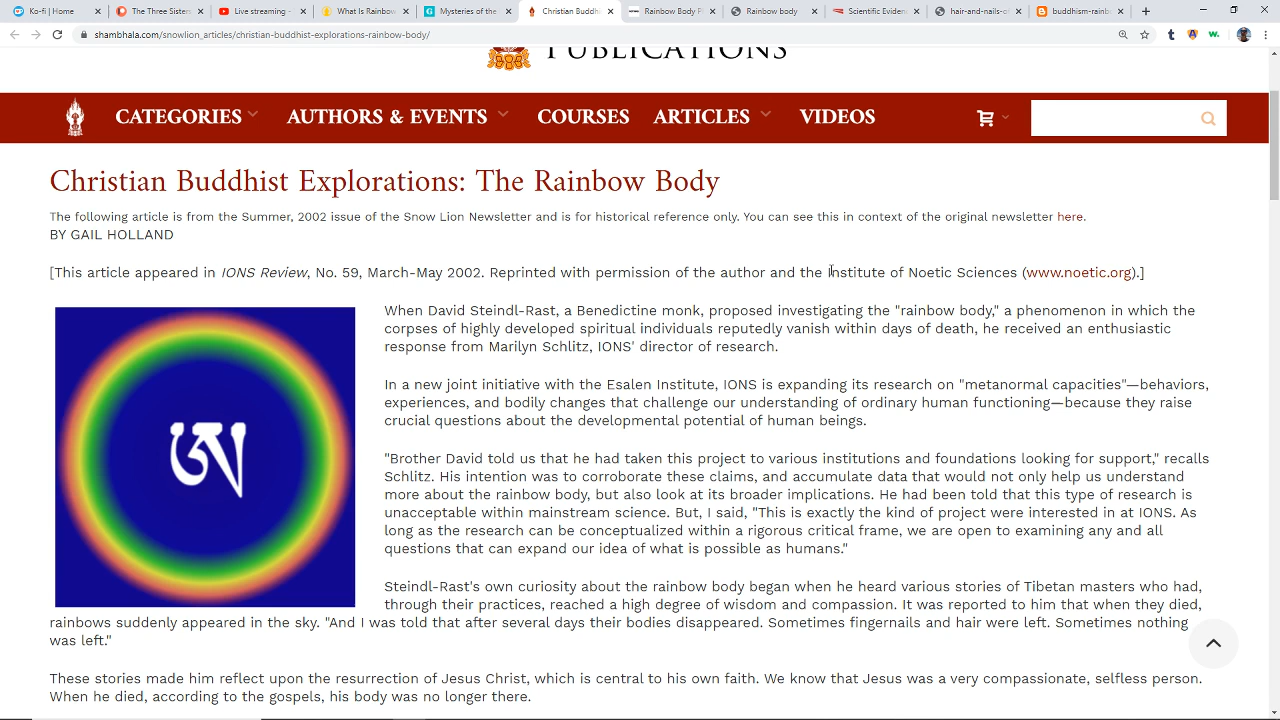 Ko-fi | Home
The Three Sister
Live streaming -
What Is Rainbow
Mysteries of the
Christian Buddhi
Rainbow Body P
Rainbow body
Scientific Eviden
hair-and-nails-o
buddhism-rainb
shambhala.com/snowlion_articles/christian-buddhist-explorations-rainbow-body/
PUBLICATIONS
CATEGORIES AUTHORS & EVENTS COURSES ARTICLES VIDEOS
Christian Buddhist Explorations: The Rainbow Body
The following article is from the Summer, 2002 issue of the Snow Lion Newsletter and is for historical reference only. You can see this in context of the original newsletter here.
BY GAIL HOLLAND
[This article appeared in IONS Review, No. 59, March-May 2002. Reprinted with permission of the author and the Institute of Noetic Sciences (www.noetic.org).]
When David Steindl-Rast, a Benedictine monk, proposed investigating the "rainbow body," a phenomenon in which the
corpses of highly developed spiritual individuals reputedly vanish within days of death, he received an enthusiastic
response from Marilyn Schlitz, IONS' director of research.
In a new joint initiative with the Esalen Institute, IONS is expanding its research on "metanormal capacities"—behaviors,
experiences, and bodily changes that challenge our understanding of ordinary human functioning—because they raise
crucial questions about the developmental potential of human beings.
"Brother David told us that he had taken this project to various institutions and foundations looking for support," recalls
Schlitz. His intention was to corroborate these claims, and accumulate data that would not only help us understand
more about the rainbow body, but also look at its broader implications. He had been told that this type of research is
unacceptable within mainstream science. But, I said, "This is exactly the kind of project were interested in at IONS. As
long as the research can be conceptualized within a rigorous critical frame, we are open to examining any and all
questions that can expand our idea of what is possible as humans."
Steindl-Rast's own curiosity about the rainbow body began when he heard various stories of Tibetan masters who had,
through their practices, reached a high degree of wisdom and compassion. It was reported to him that when they died,
rainbows suddenly appeared in the sky. "And I was told that after several days their bodies disappeared. Sometimes fingernails and hair were left. Sometimes nothing
was left."
These stories made him reflect upon the resurrection of Jesus Christ, which is central to his own faith. We know that Jesus was a very compassionate, selfless person.
When he died, according to the gospels, his body was no longer there.